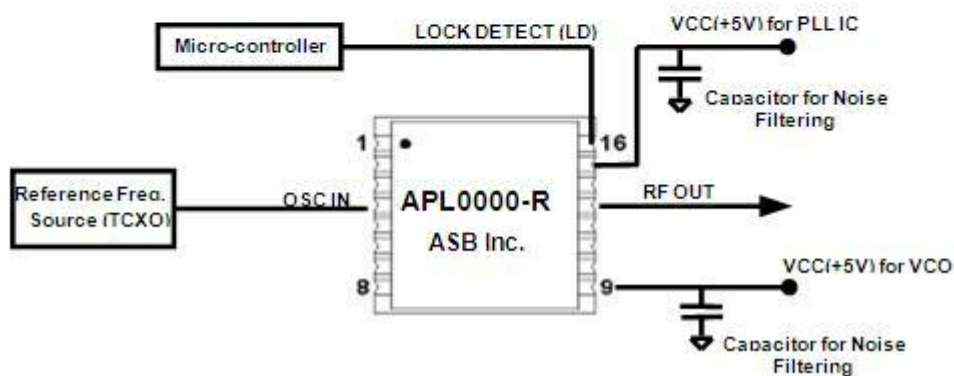 VCC(+5V) for PLL IC
LOCK DETECT (LD)
Micro-controller
Capacitor for Noise
Filtering
1
16
Reference Freq.
Source (TCXO)
OSC IN
APL0000-R
ASB Inc.
RF OUT
8
9
VCC(+5V) for VCO
Capacitor for Noise
Filtering